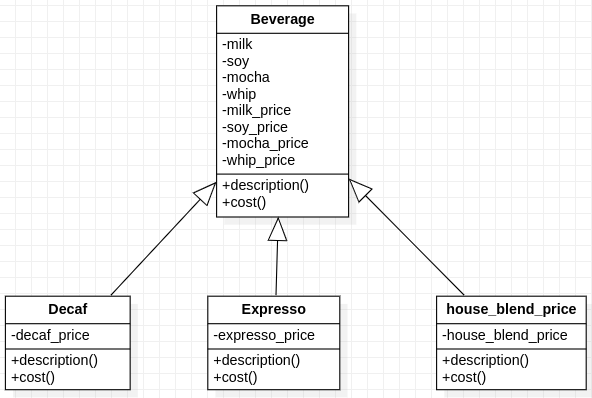 Beverage
-milk
-soy
-mocha
-whip
-milk_price
-soy_price
-mocha_price
-whip_price
+description()
+cost()
Decaf
-decaf_price
+description()
+cost()
Expresso
-expresso_price
+description()
+cost()
house_blend_price
-house_blend_price
+description()
+cost()